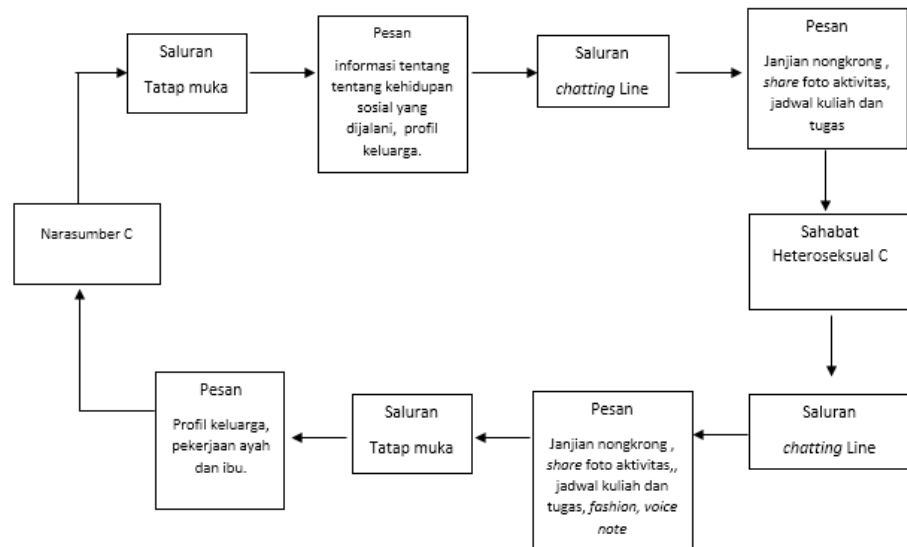 Saluran
Tatap muka
Pesan
informasi tentang
tentang kehidupan
sosial yang
dijalani, profil
keluarga.
Saluran
chatting Line
Pesan
Janjian nongkrong ,
share foto aktivitas,
jadwal kuliah dan
tugas
Narasumber C
Sahabat
Heteroseksual C
Pesan
Profil keluarga,
pekerjaan ayah
dan ibu.
Saluran
Tatap muka
Pesan
Janjian nongkrong ,
share foto aktivitas,,
jadwal kuliah dan
tugas, fashion, voice
note
Saluran
chatting Line